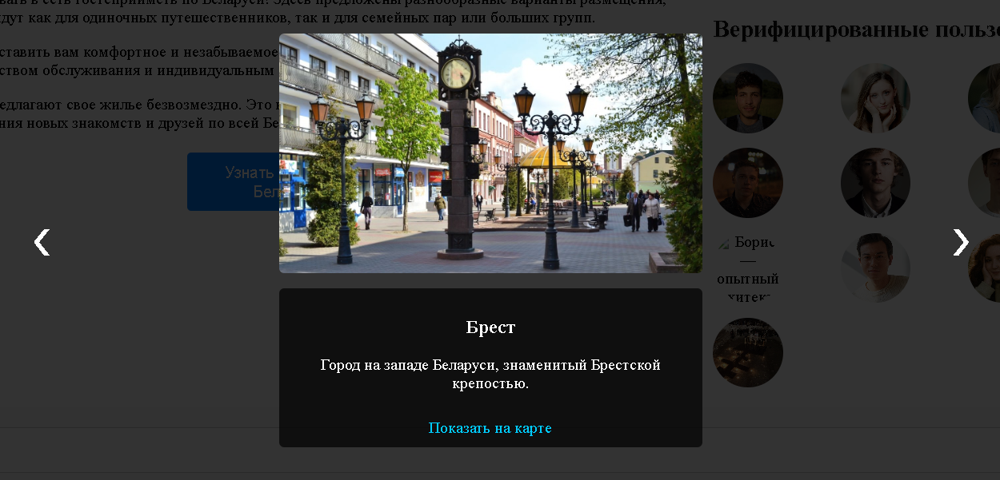 вать в сеть гостеприимств по Беларуси! Здесь предложены разнообразные варианты размещения,
дут как для одиночных путешественников, так и для семейных пар или больших групп.
ставить вам комфортное и незабываемое
ством обслуживания и индивидуальным
едлагают свое жилье безвозмездно. Это
ния новых знакомств и друзей по всей Бе
Узнать
Бел
Верифицированные польз
Борис
—
опытный
хитек
Брест
Город на западе Беларуси, знаменитый Брестской
крепостью.
Показать на карте